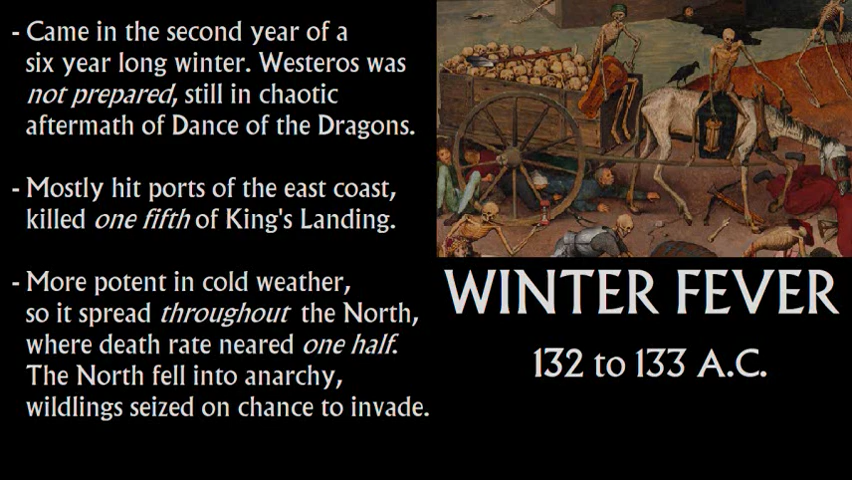 - Came in the second year of a
six year long winter. Westeros was
not prepared, still in chaotic
aftermath of Dance of the Dragons.
- Mostly hit ports of the east coast,
killed one fifth of King's Landing.
- More potent in cold weather,
so it spread throughout the North,
where death rate neared one half.
The North fell into anarchy,
wildlings seized on chance to invade.
WINTER FEVER
132 to 133 A.C.